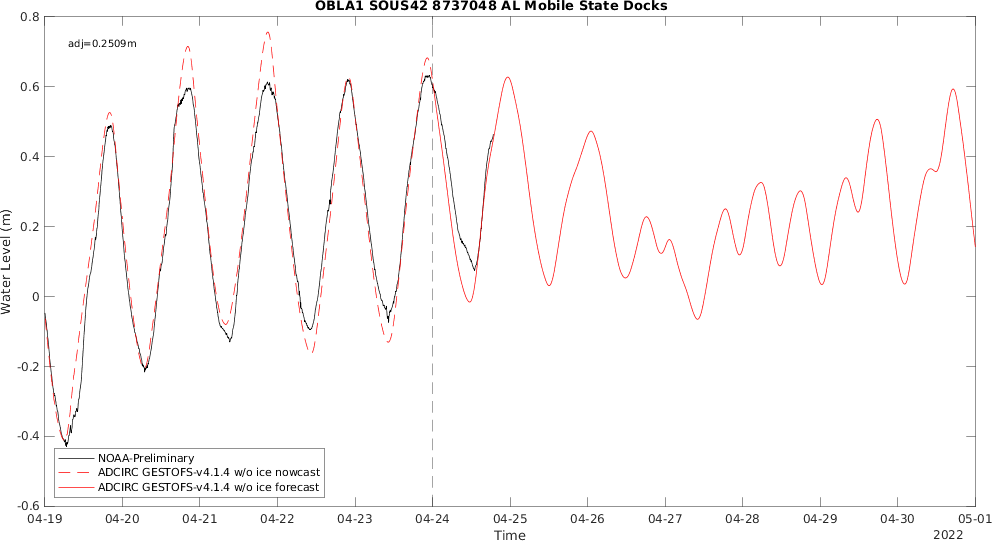 OBLA1 SOUS42 8737048 AL Mobile State Docks
adj=0.2509m
0.8
0.6
0.4
0.2
0
-0.2
-0.4
-0.6
Water Level (m)
NOAA-Preliminary
ADCIRC GESTOFS-v4.1.4 w/o ice nowcast
ADCIRC GESTOFS-v4.1.4 w/o ice forecast
04-19 04-20 04-21 04-22 04-23 04-24 04-25 04-26 04-27 04-28 04-29 04-30 05-01
Time
2022